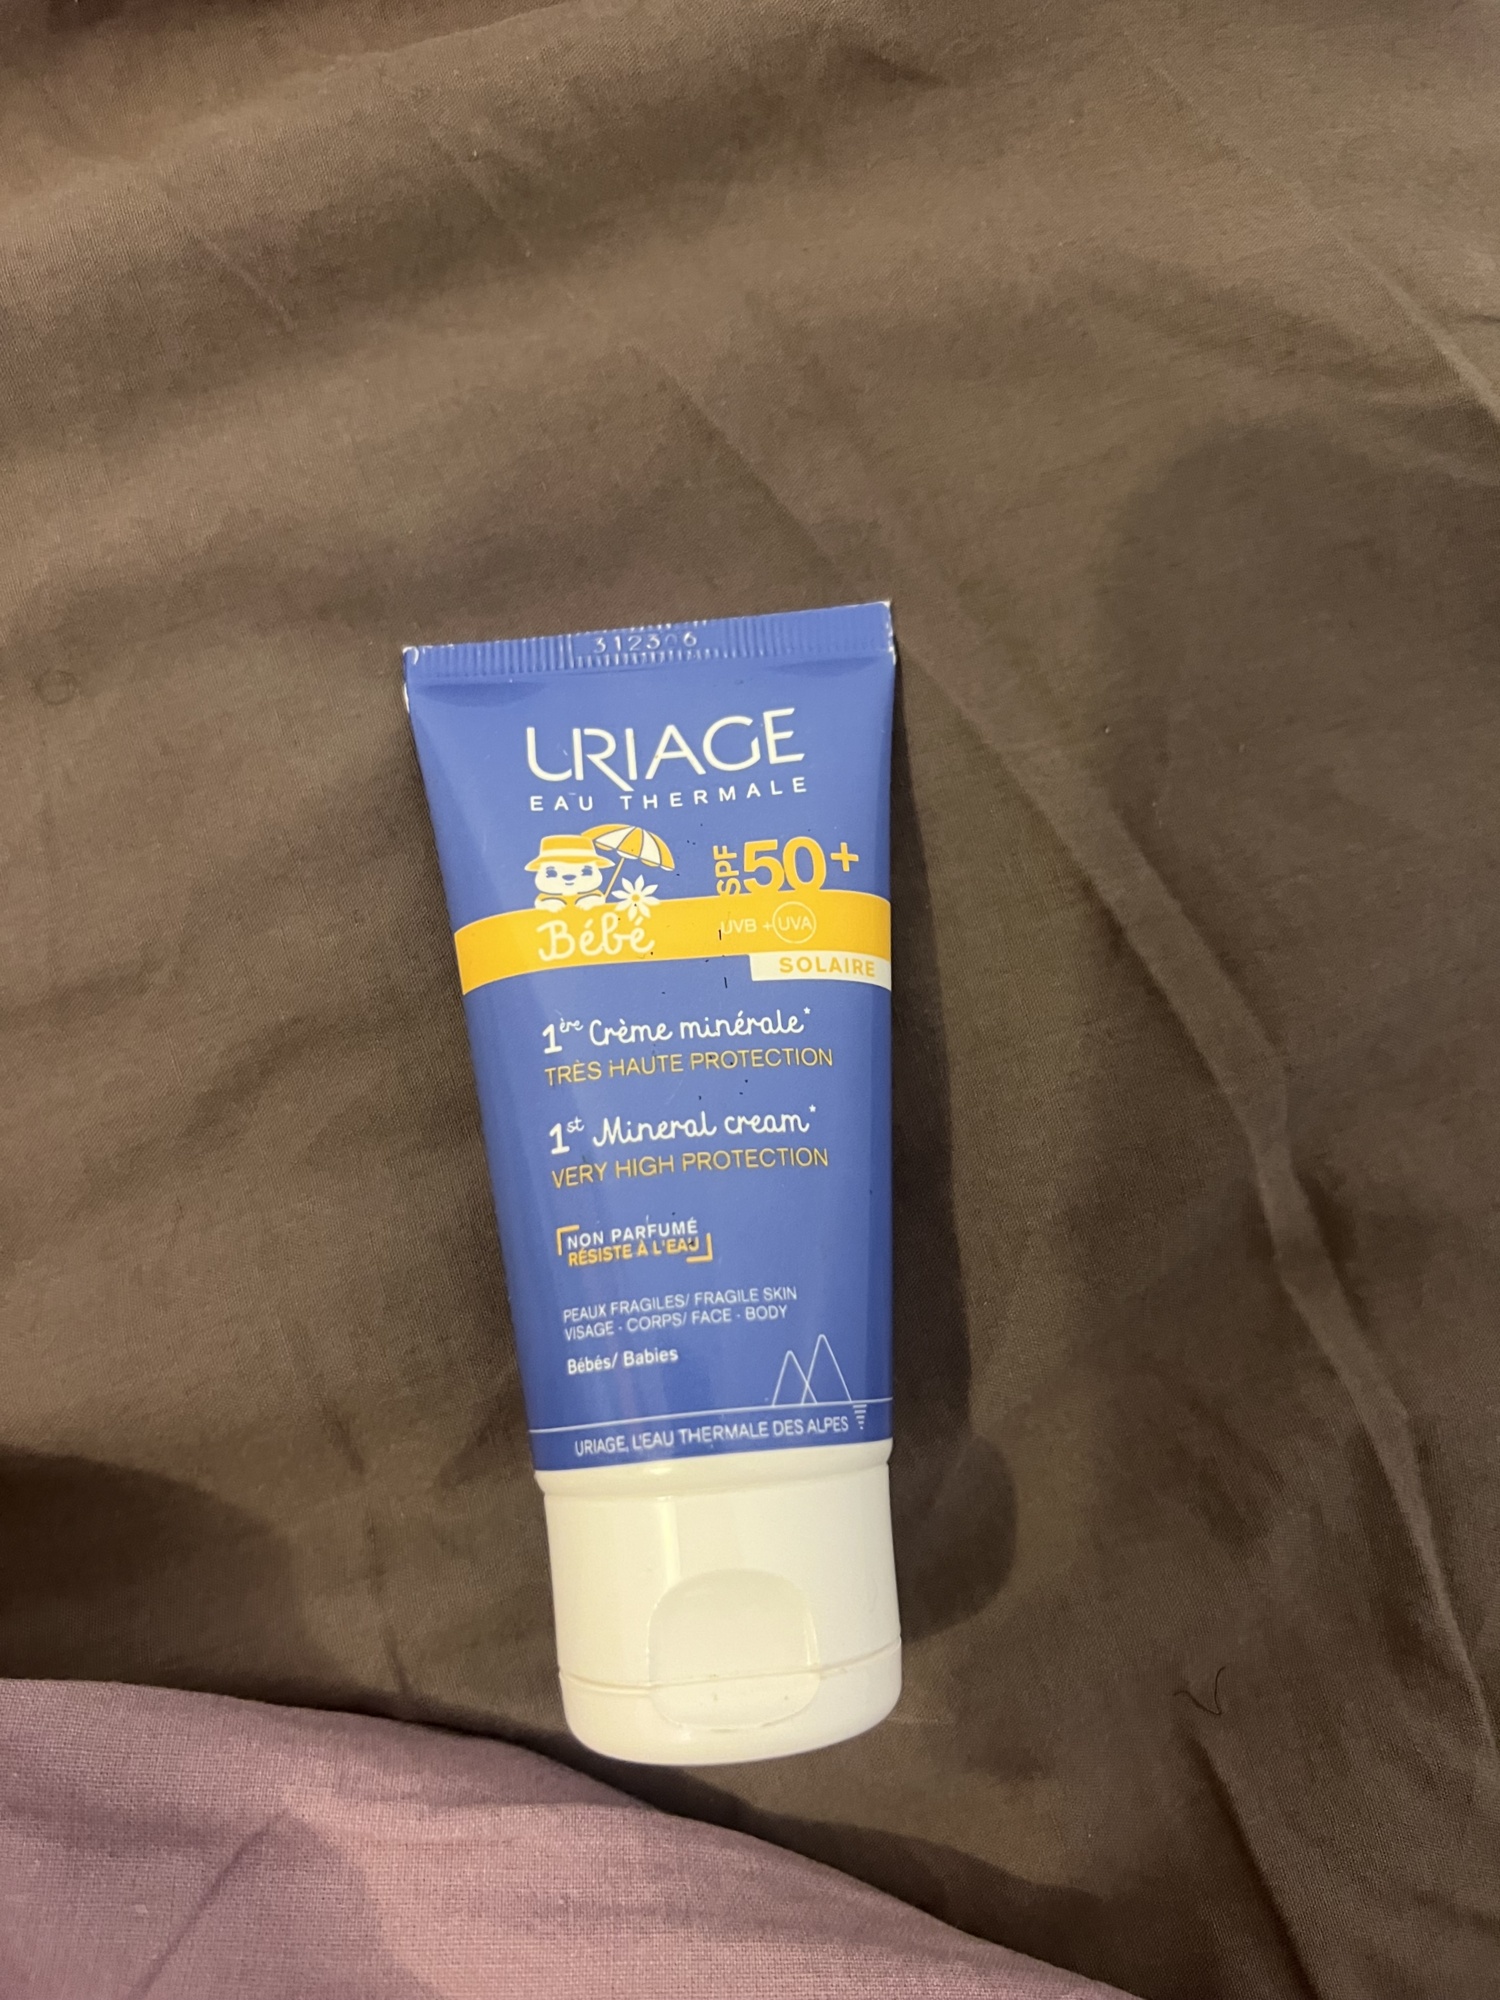 URIAGE
EAU THERMALE
SPF 50+
Bébé
UVB + UVA
SOLAIRE
1ère Crème minérale*
TRÈS HAUTE PROTECTION
1st Mineral cream*
VERY HIGH PROTECTION
NON PARFUMÉ
RÉSISTE À L'EAU
PEAUX FRAGILES/ FRAGILE SKIN
VISAGE - CORPS/ FACE - BODY
Bébés/ Babies
URIAGE, L'EAU THERMALE DES ALPES